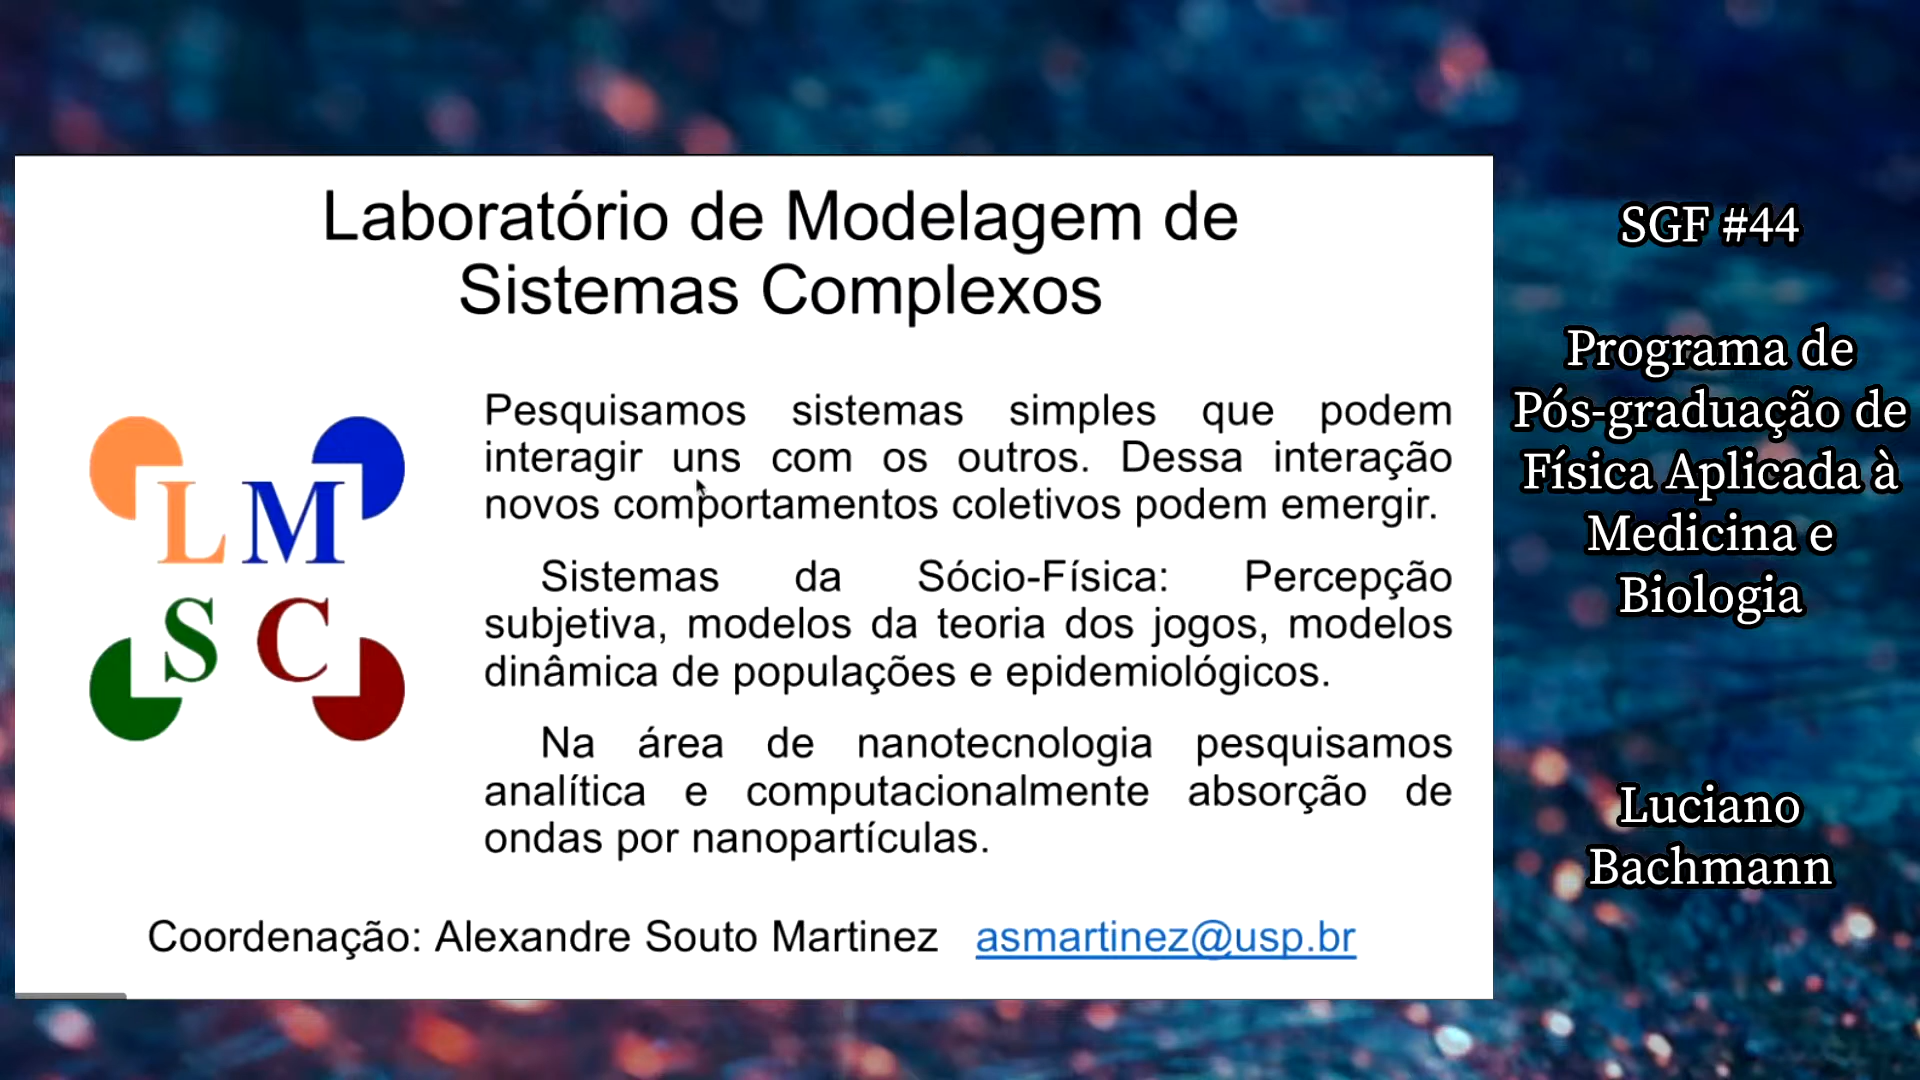 Laboratório de Modelagem de
Sistemas Complexos
L M
S C
Pesquisamos sistemas simples que podem
interagir uns com os outros. Dessa interação
novos comportamentos coletivos podem emergir.
Sistemas da Sócio-Física: Percepção
subjetiva, modelos da teoria dos jogos, modelos
dinâmica de populações e epidemiológicos.
Na área de nanotecnologia pesquisamos
analítica e computacionalmente absorção de
ondas por nanopartículas.
Coordenação: Alexandre Souto Martinez asmartinez@usp.br
SGF #44
Programa de
Pós-graduação de
Física Aplicada à
Medicina e
Biologia
Luciano
Bachmann